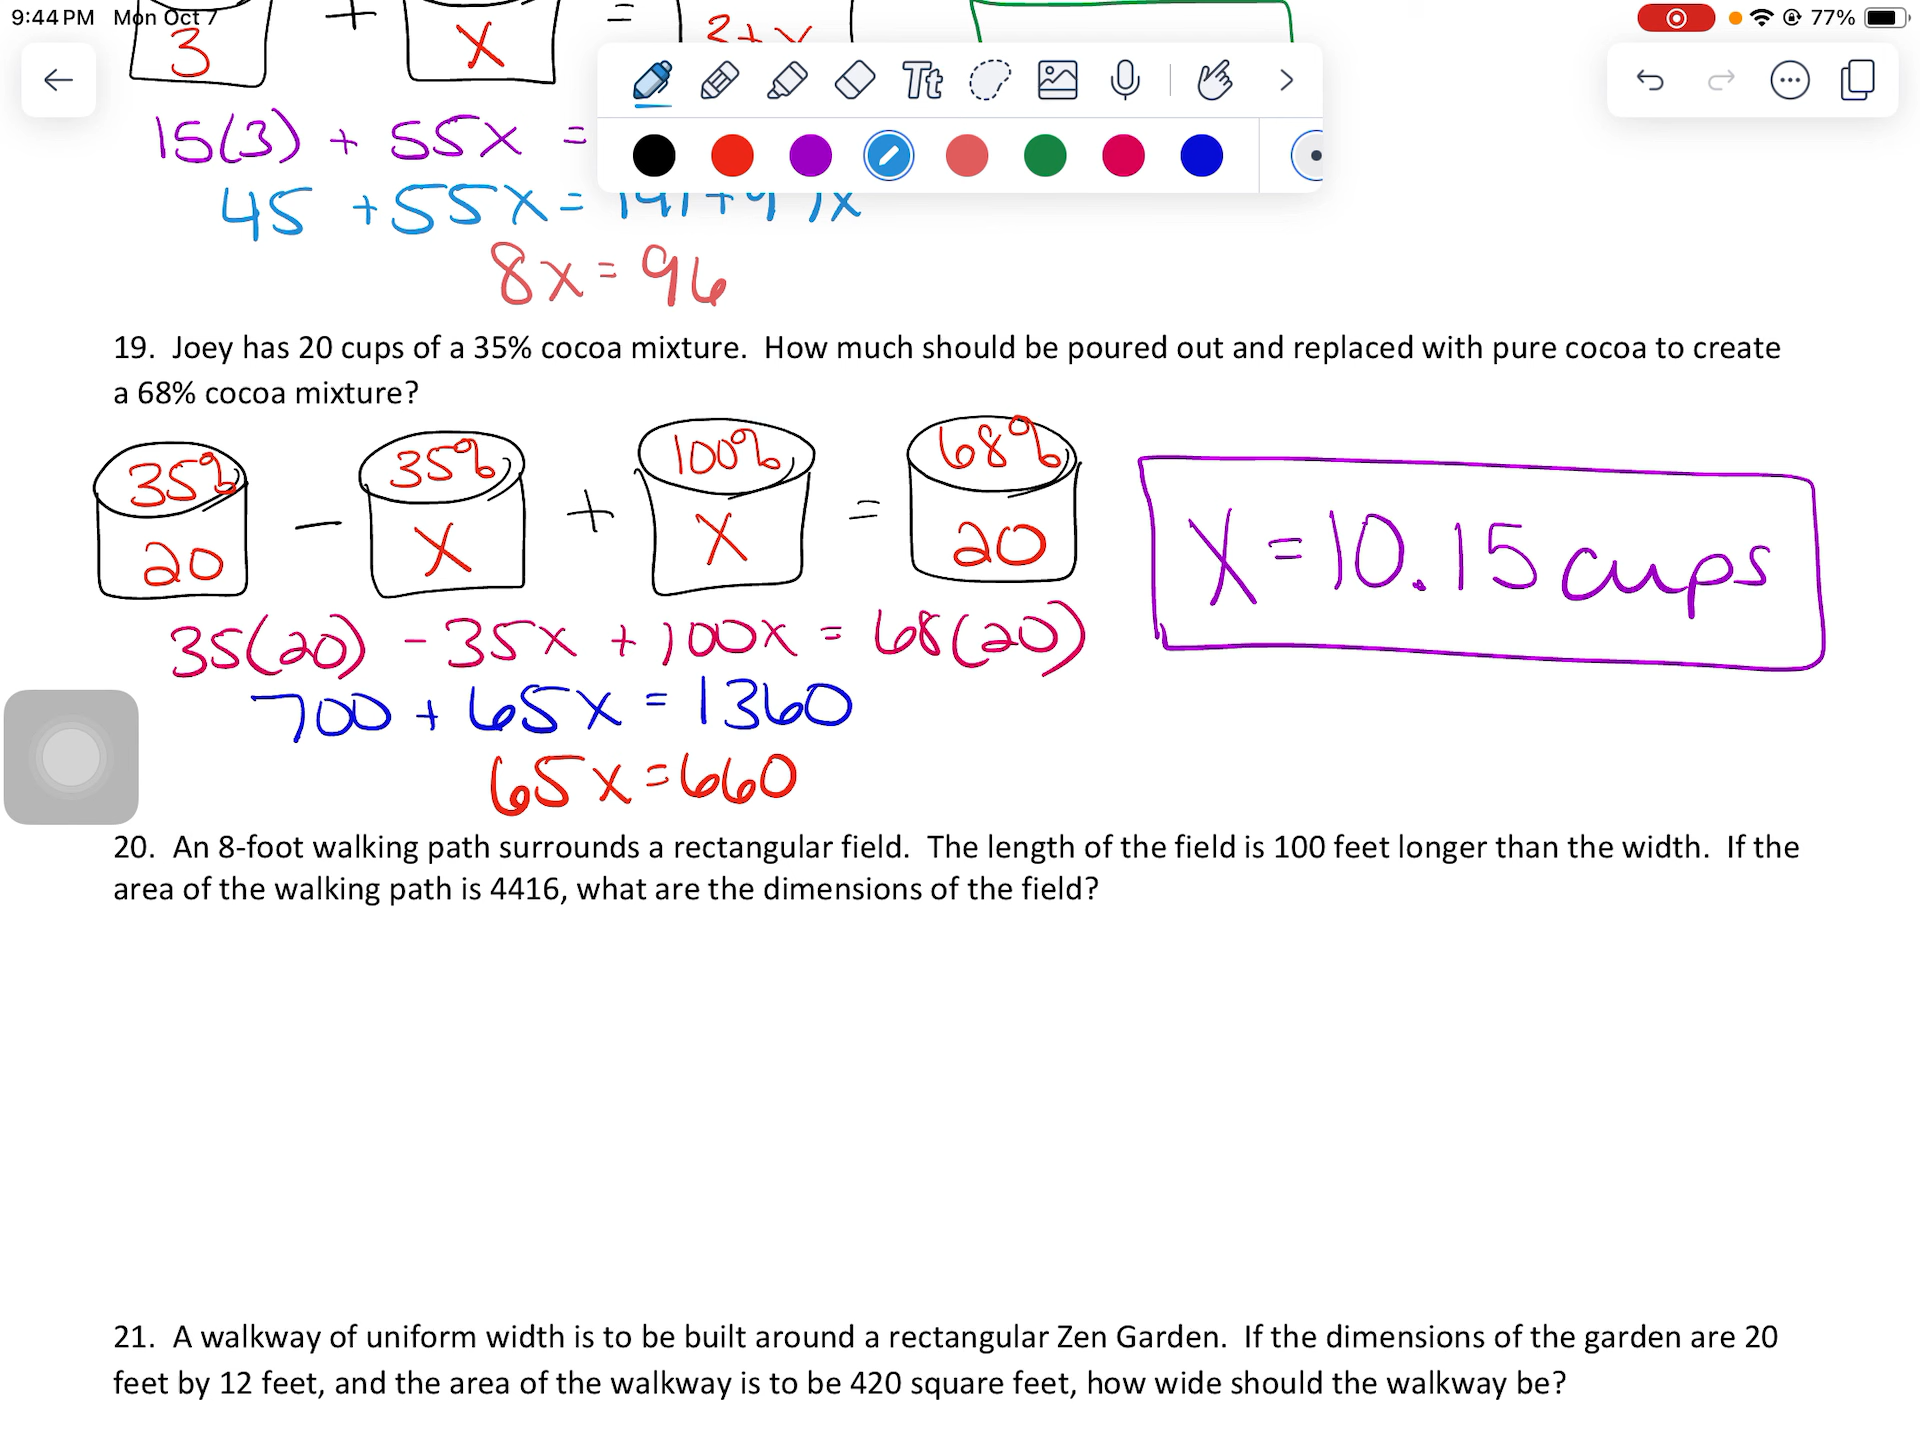 9:44 PM Mon Oct 7
77%
3 + X =
Tt
15(3) + 55x =
45 + 55x =
8x = 96
19. Joey has 20 cups of a 35% cocoa mixture. How much should be poured out and replaced with pure cocoa to create
a 68% cocoa mixture?
35% 35% 100% 68%
20 - X + X = 20
X = 10.15 cups
35(20) - 35x + 100x = 68(20)
700 + 65x = 1360
65x = 660
20. An 8-foot walking path surrounds a rectangular field. The length of the field is 100 feet longer than the width. If the
area of the walking path is 4416, what are the dimensions of the field?
21. A walkway of uniform width is to be built around a rectangular Zen Garden. If the dimensions of the garden are 20
feet by 12 feet, and the area of the walkway is to be 420 square feet, how wide should the walkway be?